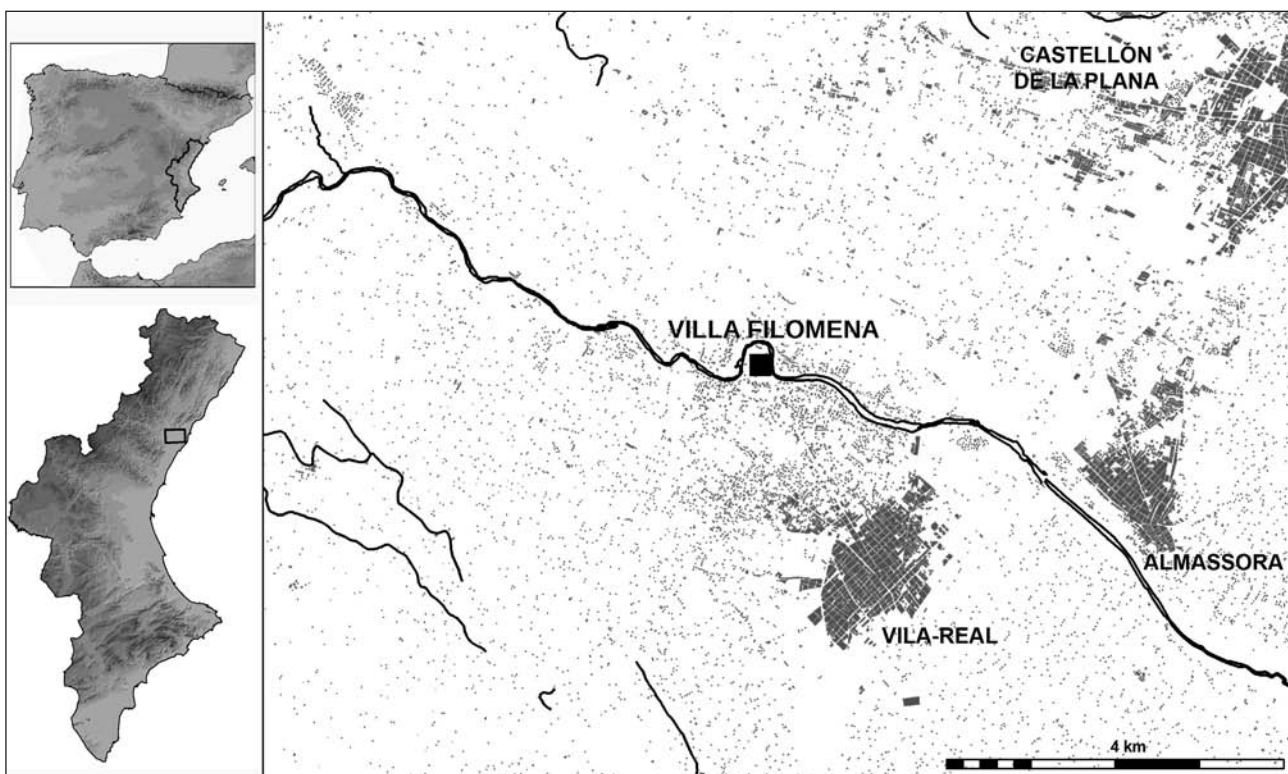 CASTELLÓN
DE LA PLANA
VILLA FILOMENA
ALMASSORA
VILA-REAL
4 km